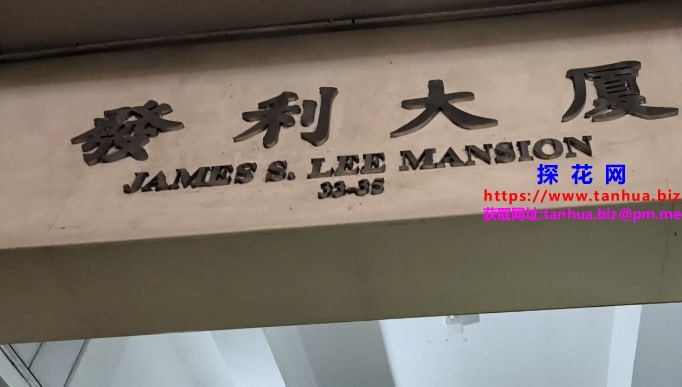 發利大厦
JAMES S. LEE MANSION
33-35
探花网
https://www.tanhua.biz
获取网址:tanhua.biz@pm.me